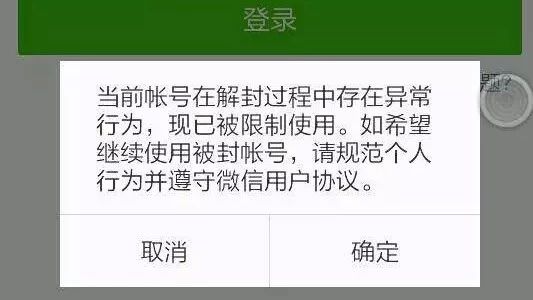 登录
题?
当前帐号在解封过程中存在异常
行为，现已被限制使用。如希望
继续使用被封帐号，请规范个人
行为并遵守微信用户协议。
取消
确定